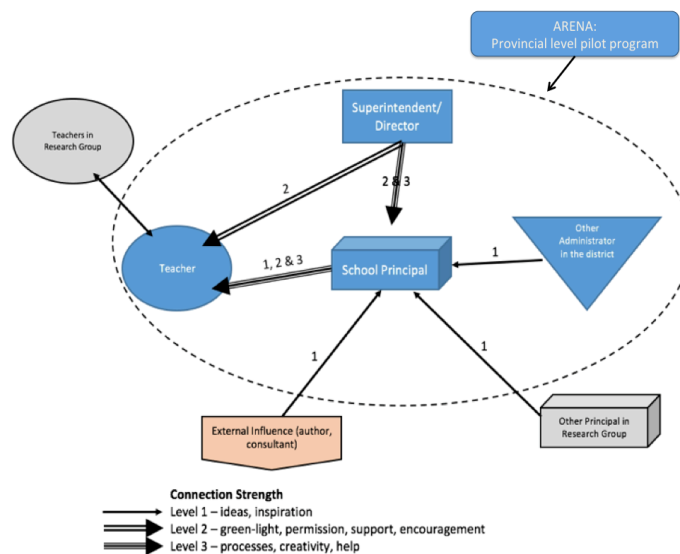 ARENA:
Provincial level pilot program
Superintendent/
Director
Teachers in
Research Group
2
2 & 3
Other
Administrator
in the district
Teacher
1, 2 & 3
School Principal
1
1
1
External Influence (author,
consultant)
Other Principal in
Research Group
Connection Strength
Level 1 – ideas, inspiration
Level 2 – green-light, permission, support, encouragement
Level 3 – processes, creativity, help